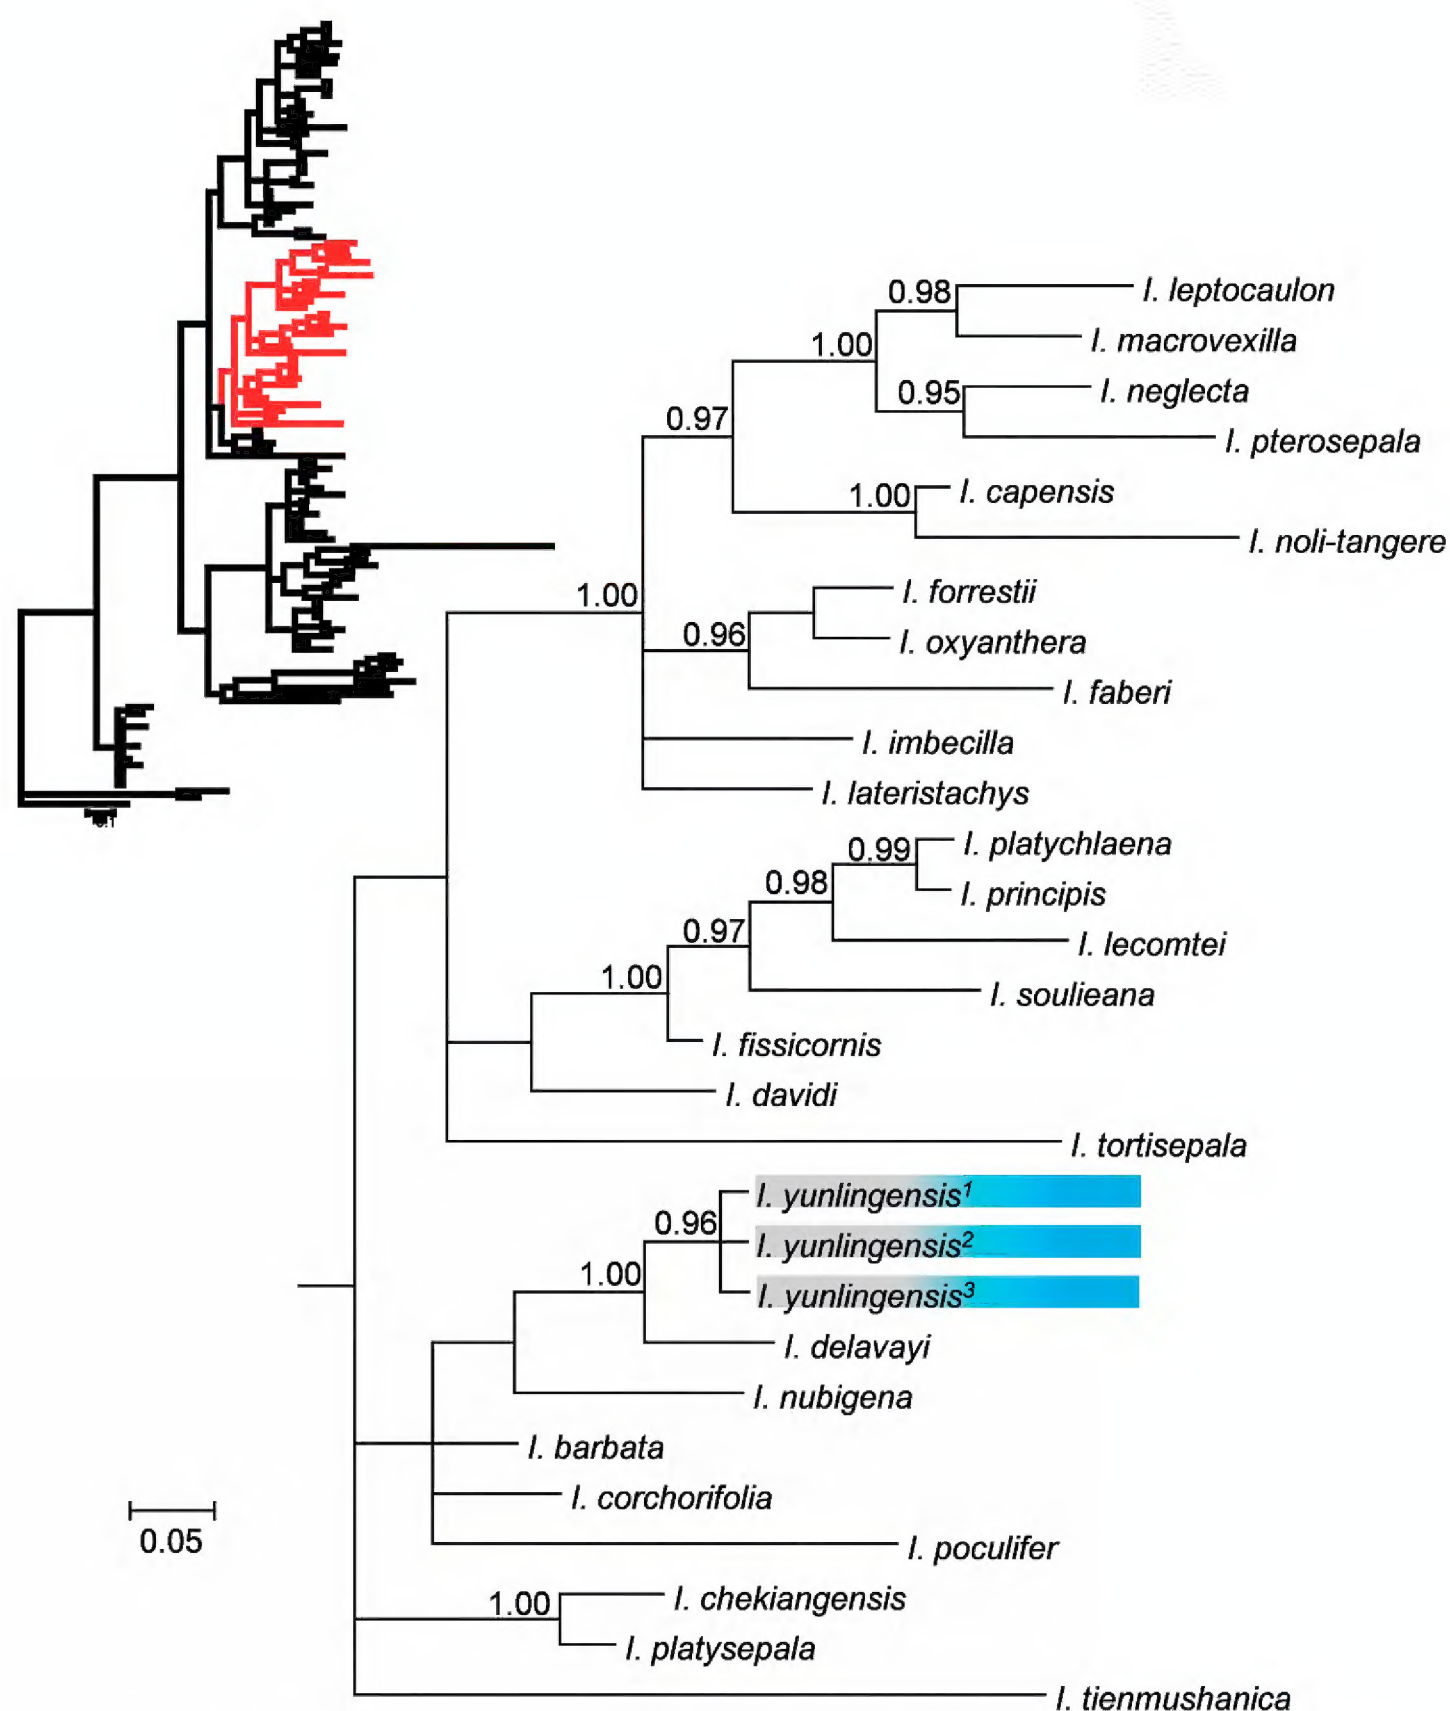 0.98
I. leptocaulon
1.00
I. macrovexilla
0.95
I. neglecta
0.97
I. pterosepala
1.00
I. capensis
I. noli-tangere
1.00
I. forrestii
0.96
I. oxyanthera
I. faberi
I. imbecilla
I. lateristachys
0.99
I. platychlaena
0.98
I. principis
0.97
I. lecomtei
1.00
I. soulieana
I. fissicornis
I. davidi
I. tortisepala
I. yunlingensis1
0.96
I. yunlingensis2
1.00
I. yunlingensis3
I. delavayi
I. nubigena
I. barbata
I. corchorifolia
0.05
I. poculifer
1.00
I. chekiangensis
I. platysepala
I. tienmushanica